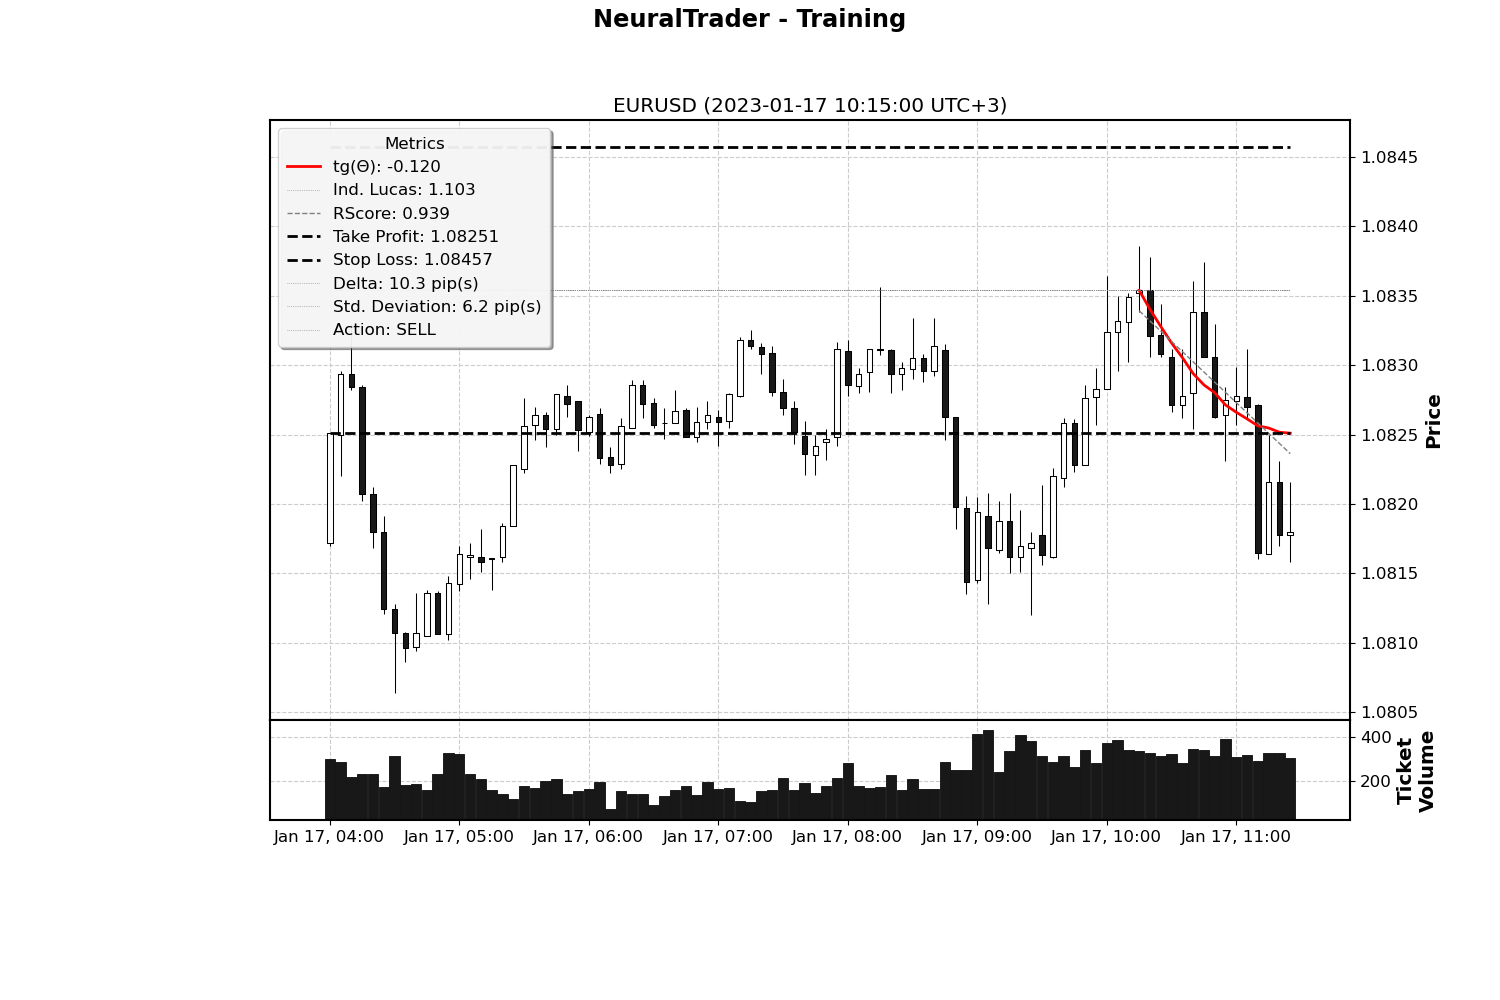 NeuralTrader - Training
EURUSD (2023-01-17 10:15:00 UTC+3)
Metrics
tg(Θ): -0.120
Ind. Lucas: 1.103
RScore: 0.939
Take Profit: 1.08251
Stop Loss: 1.08457
Delta: 10.3 pip(s)
Std. Deviation: 6.2 pip(s)
Action: SELL
1.0845
1.0840
1.0835
1.0830
1.0825
1.0820
1.0815
1.0810
1.0805
Price
400
200
Ticket
Volume
Jan 17, 04:00
Jan 17, 05:00
Jan 17, 06:00
Jan 17, 07:00
Jan 17, 08:00
Jan 17, 09:00
Jan 17, 10:00
Jan 17, 11:00